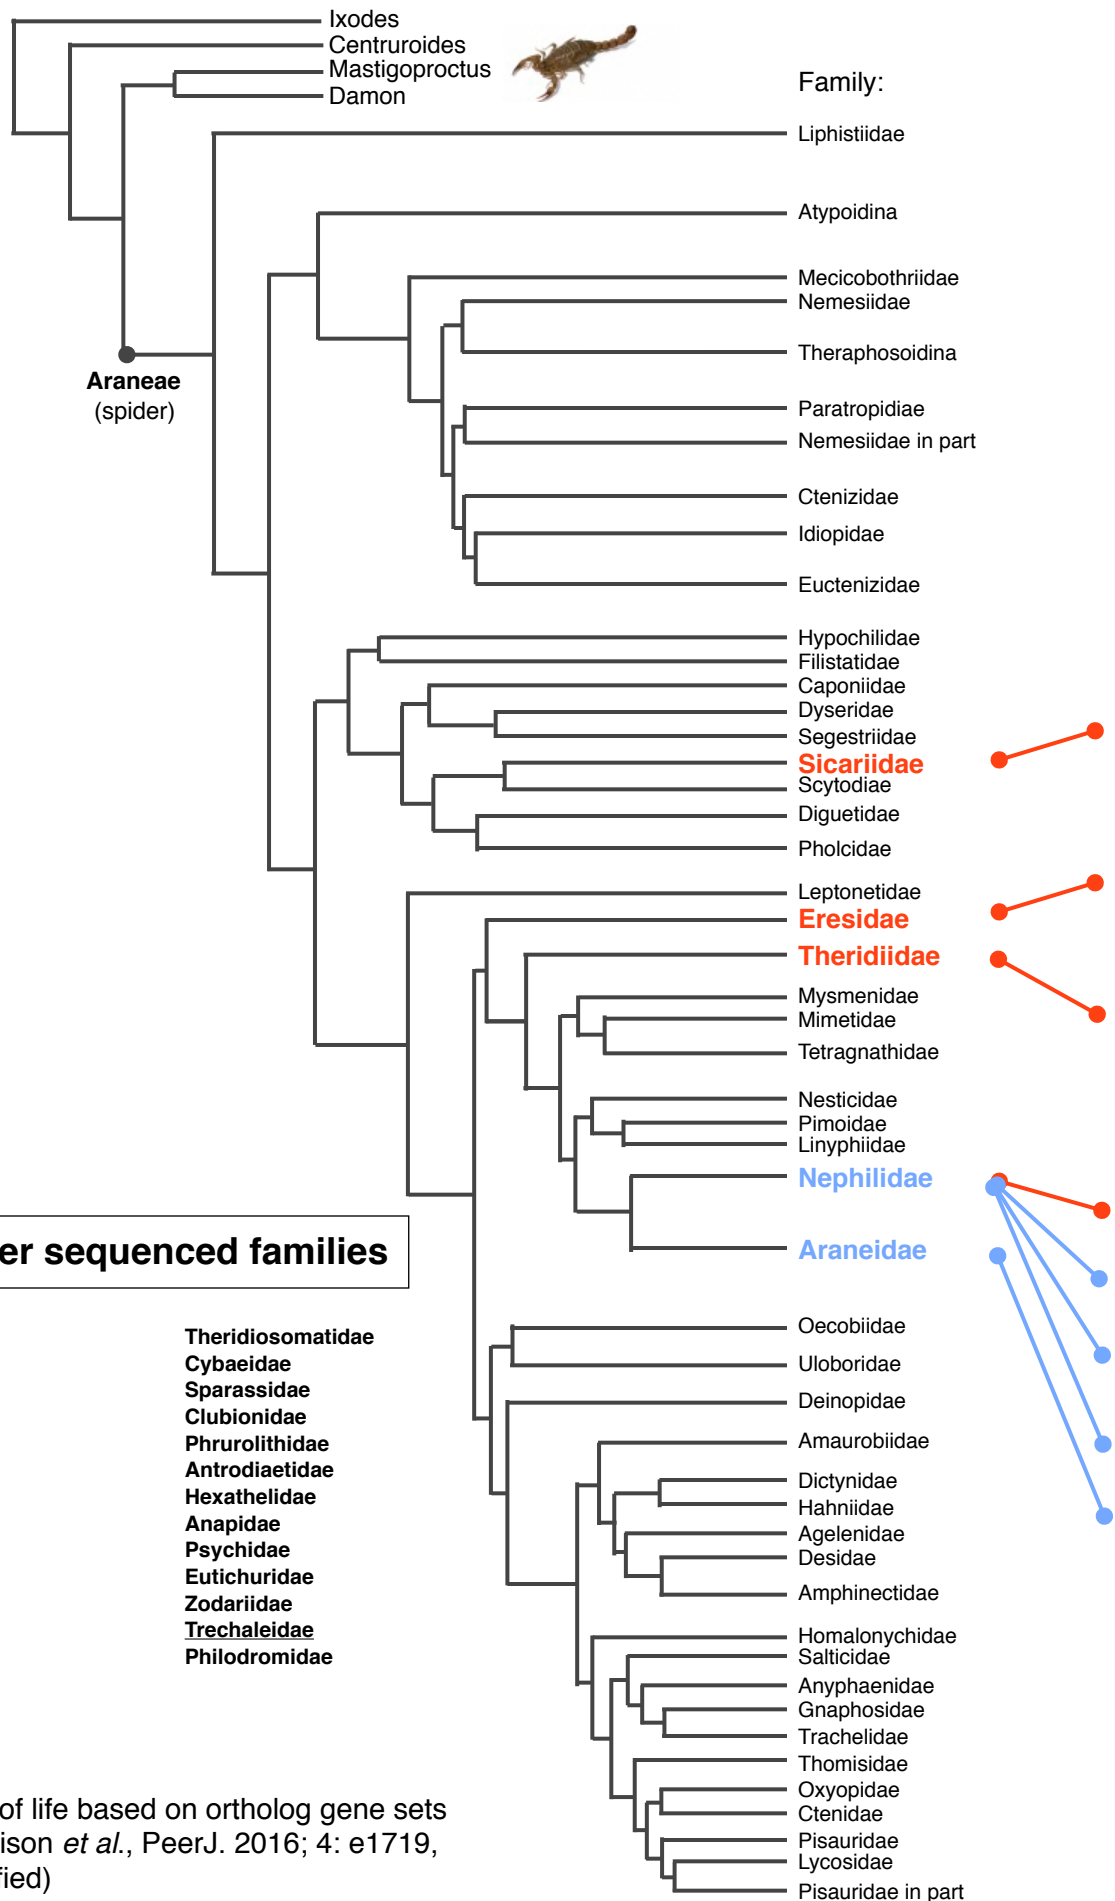 Ixodes
Centruroides
Mastigoproctus
Damon
Family:
Liphistiidae
Atypoidina
Mecicobothriidae
Nemesiidae
Theraphosoidina
Araneae
(spider)
Paratropidiae
Nemesiidae in part
Ctenizidae
Idiopidae
Euctenizidae
Hypochilidae
Filistatidae
Caponiidae
Dyseridae
Segestriidae
Sicariidae
Scytodiae
Diguetidae
Pholcidae
Leptonetidae
Eresidae
Theridiidae
Mysmenidae
Mimetidae
Tetragnathidae
Nesticidae
Pimoidae
Linyphiidae
Nephilidae
Araneidae
Oecobiidae
Uloboridae
Deinopidae
Amaurobiidae
Dictynidae
Hahniidae
Agelenidae
Desidae
Amphinectidae
Homalonychidae
Salticidae
Anyphaenidae
Gnaphosidae
Trachelidae
Thomisidae
Oxyopidae
Ctenidae
Pisauridae
Lycosidae
Pisauridae in part
er sequenced families
Theridiosomatidae
Cybaeidae
Sparassidae
Clubionidae
Phrurolithidae
Antrodiaetidae
Hexathelidae
Anapidae
Psychidae
Eutichuridae
Zodariidae
Trechaleidae
Philodromidae
of life based on ortholog gene sets
ison et al., PeerJ. 2016; 4: e1719,
fied)